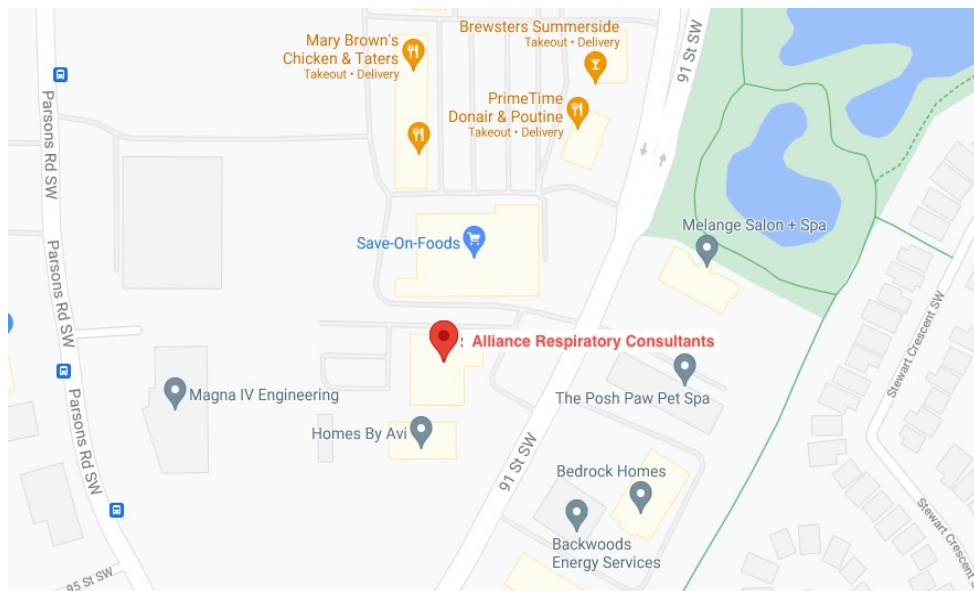 Brewsters Summerside
Takeout • Delivery
Mary Brown's
Chicken & Taters
Takeout • Delivery
91 St SW
Parsons Rd SW
PrimeTime
Donair & Poutine
Takeout • Delivery
Melange Salon + Spa
Save-On-Foods
Parsons Rd SW
Stewart Crescent SW
Alliance Respiratory Consultants
Magna IV Engineering
The Posh Paw Pet Spa
Parsons Rd SW
Homes By Avi
91 St SW
Bedrock Homes
Stewart Crescent S
Backwoods
Energy Services
95 St SW